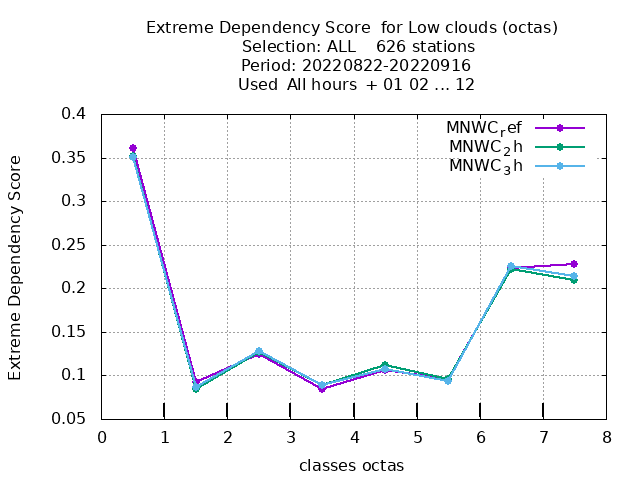 Extreme Dependency Score  for Low clouds (octas)
Selection: ALL    626 stations
Period: 20220822-20220916
Used  All hours  + 01 02 ... 12
MNWC_ref
MNWC_2h
MNWC_3h
Extreme Dependency Score
0.4
0.35
0.3
0.25
0.2
0.15
0.1
0.05
0 1 2 3 4 5 6 7 8
classes octas